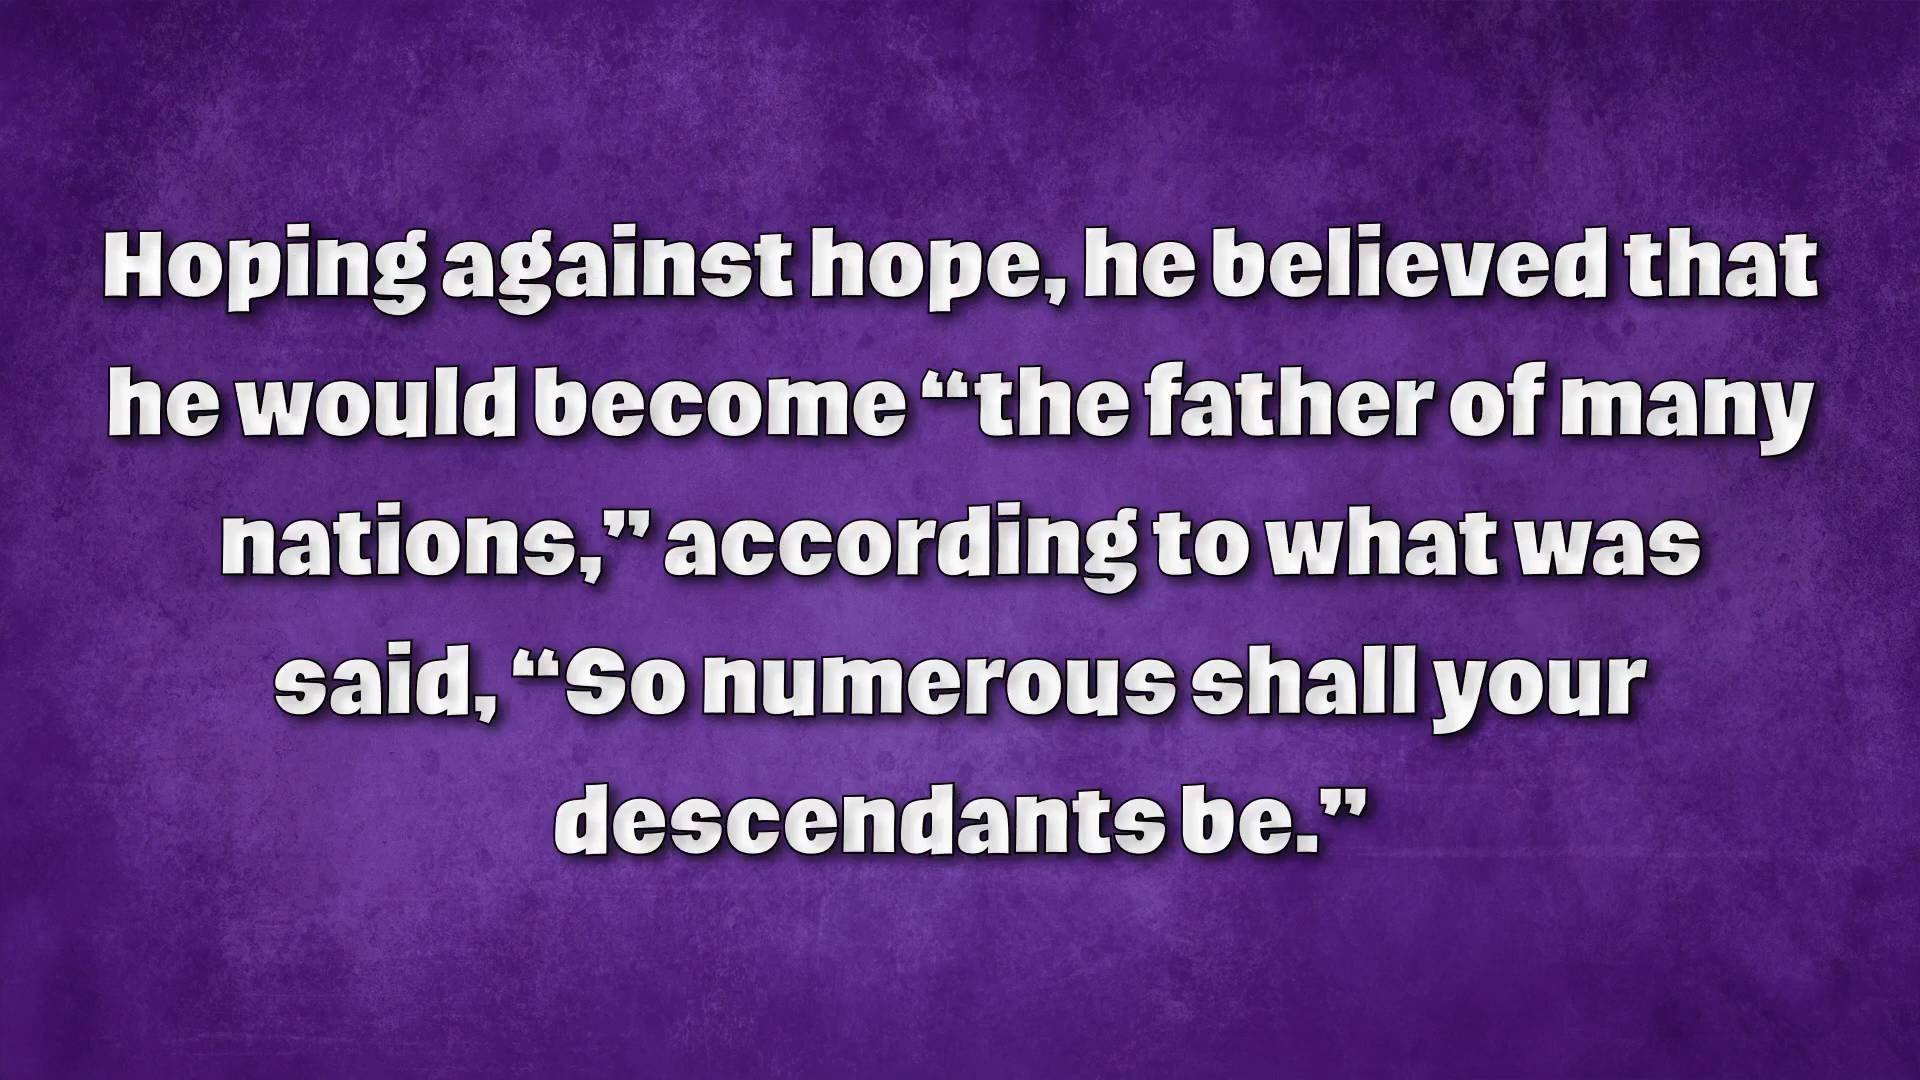 Hoping against hope, he believed that
he would become “the father of many
nations,” according to what was
said, “So numerous shall your
descendants be.”